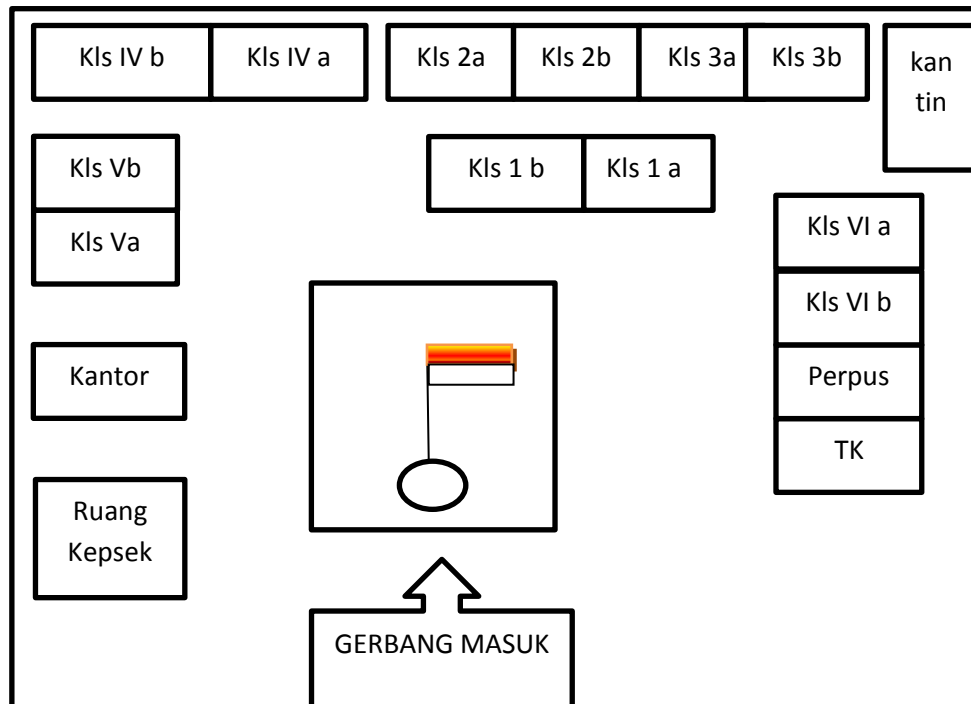 Kls IV b
Kls IV a
Kls 2a
Kls 2b
Kls 3a
Kls 3b
kan
tin
Kls Vb
Kls Va
Kls 1 b
Kls 1 a
Kls VI a
Kls VI b
Perpus
TK
Kantor
Ruang
Kepsek
GERBANG MASUK